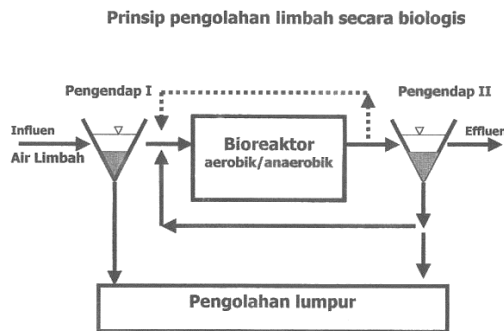 Prinsip pengolahan limbah secara biologis
Pengendap I
Pengendap II
Influen
Air Limbah
Bioreaktor
aerobik/anaerobik
Effluen
Pengolahan lumpur